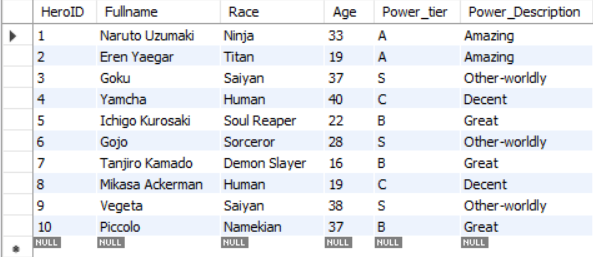 HeroID Fullname Race Age Power_tier Power_Description
1 Naruto Uzumaki Ninja 33 A Amazing
2 Eren Yaegar Titan 19 A Amazing
3 Goku Saiyan 37 S Other-worldly
4 Yamcha Human 40 C Decent
5 Ichigo Kurosaki Soul Reaper 22 B Great
6 Gojo Sorceror 28 S Other-worldly
7 Tanjiro Kamado Demon Slayer 16 B Great
8 Mikasa Ackerman Human 19 C Decent
9 Vegeta Saiyan 38 S Other-worldly
10 Piccolo Namekian 37 B Great
NULL NULL NULL NULL NULL NULL